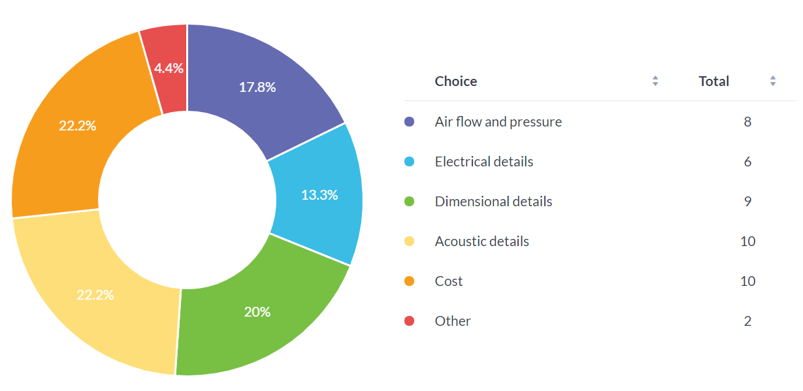 4.4%
17.8%
22.2%
13.3%
22.2%
20%
Choice Total
Air flow and pressure 8
Electrical details 6
Dimensional details 9
Acoustic details 10
Cost 10
Other 2